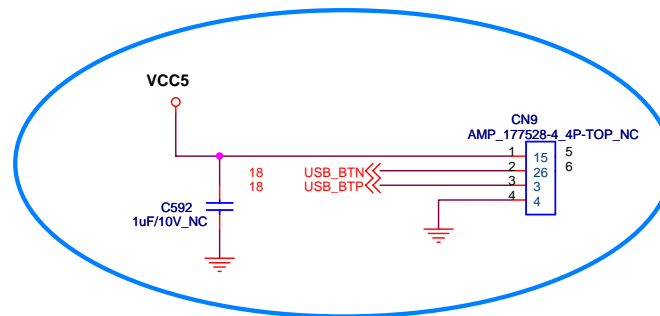 VCC5
CN9
AMP_177528-4_4P-TOP_NC
1 15 5
18 USB_BTN 2 26 6
18 USB_BTP 3 3
4 4
C592
1uF/10V_NC